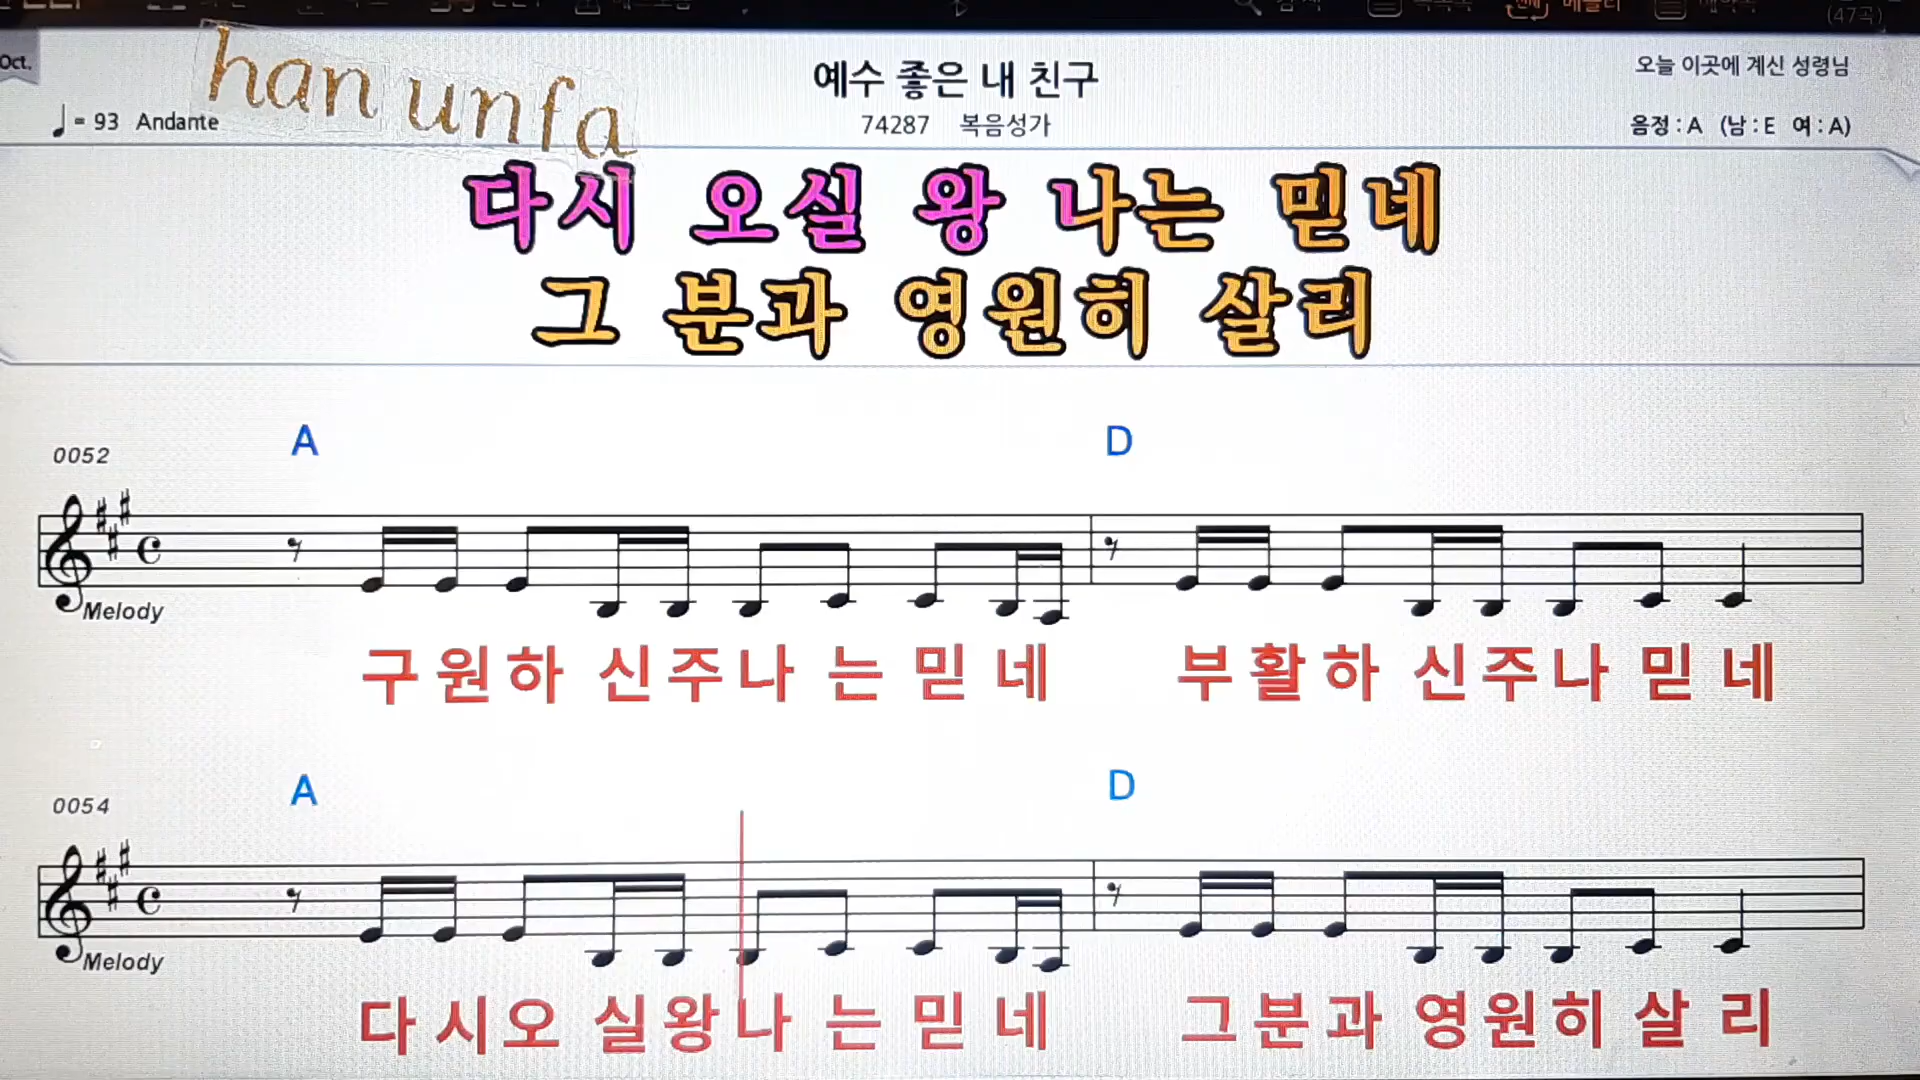 Oct.
han unfa
예수 좋은 내 친구
오늘 이곳에 계신 성령님
♩= 93 Andante
74287 복음성가
음정 : A (남 : E 여 : A)
다시 오실 왕 나는 믿네
그 분과 영원히 살리
A D
0052
Melody
구원하 신주나 는 믿 네 부활하 신주나 믿 네
A D
0054
Melody
다시오 실왕나 는 믿 네 그분과 영원히 살 리
(47곡)